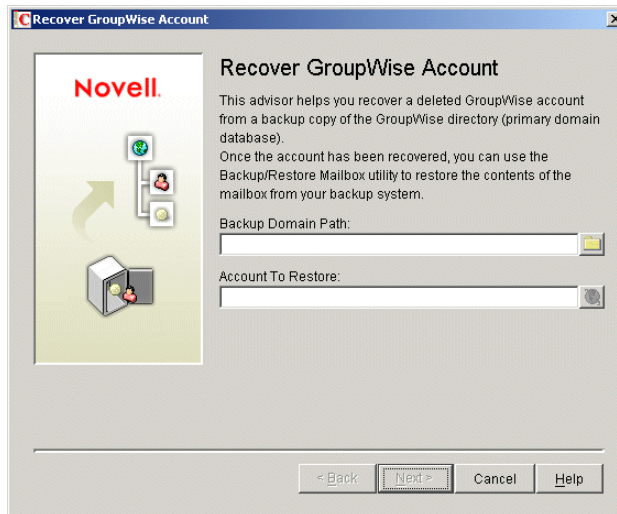 Recover GroupWise Account
Novell.
Recover GroupWise Account
This advisor helps you recover a deleted GroupWise account
from a backup copy of the GroupWise directory (primary domain
database).
Once the account has been recovered, you can use the
Backup/Restore Mailbox utility to restore the contents of the
mailbox from your backup system.
Backup Domain Path:
Account To Restore:
< Back Next > Cancel Help